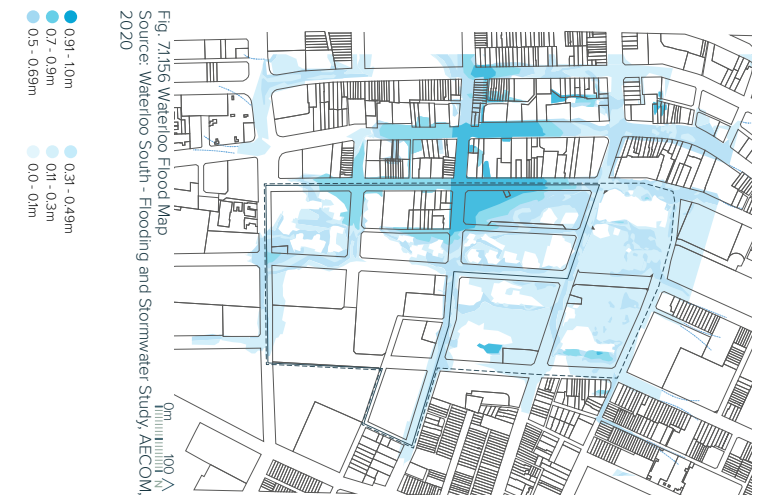 Fig. 7.1.156 Waterloo Flood Map
Source: Waterloo South - Flooding and Stormwater Study, AECOM,
2020
0m 100 N
0.91 - 1.0m
0.7 - 0.9m
0.5 - 0.69m
0.31 - 0.49m
0.11 - 0.3m
0.0 - 0.1m